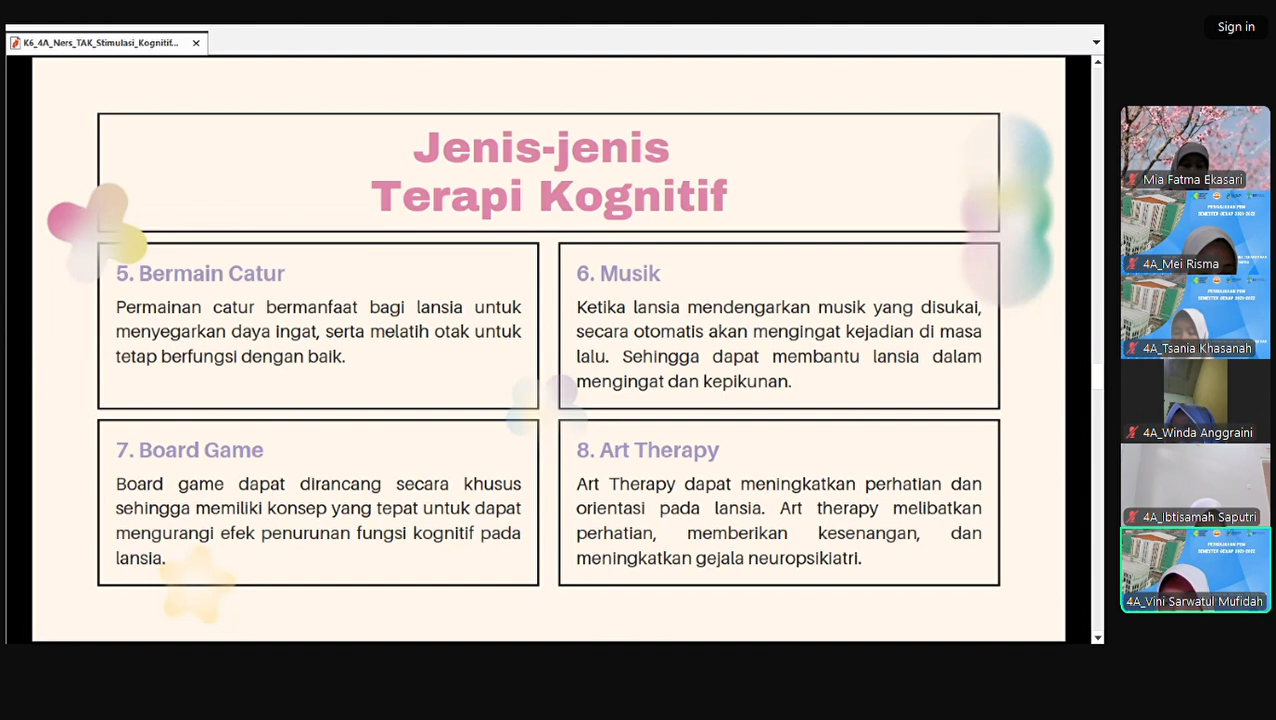 Sign in
K6_4A_Ners_TAK_Stimulasi_Kognitif...
Jenis-jenis
Terapi Kognitif
5. Bermain Catur
Permainan catur bermanfaat bagi lansia untuk
menyegarkan daya ingat, serta melatih otak untuk
tetap berfungsi dengan baik.
6. Musik
Ketika lansia mendengarkan musik yang disukai,
secara otomatis akan mengingat kejadian di masa
lalu. Sehingga dapat membantu lansia dalam
mengingat dan kepikunan.
7. Board Game
Board game dapat dirancang secara khusus
sehingga memiliki konsep yang tepat untuk dapat
mengurangi efek penurunan fungsi kognitif pada
lansia.
8. Art Therapy
Art Therapy dapat meningkatkan perhatian dan
orientasi pada lansia. Art therapy melibatkan
perhatian, memberikan kesenangan, dan
meningkatkan gejala neuropsikiatri.
Mia Fatma Ekasari
4A_Mei Risma
4A_Tsania Khasanah
4A_Winda Anggraini
4A_Ibtisamah Saputri
4A_Vini Sarwatul Mufidah